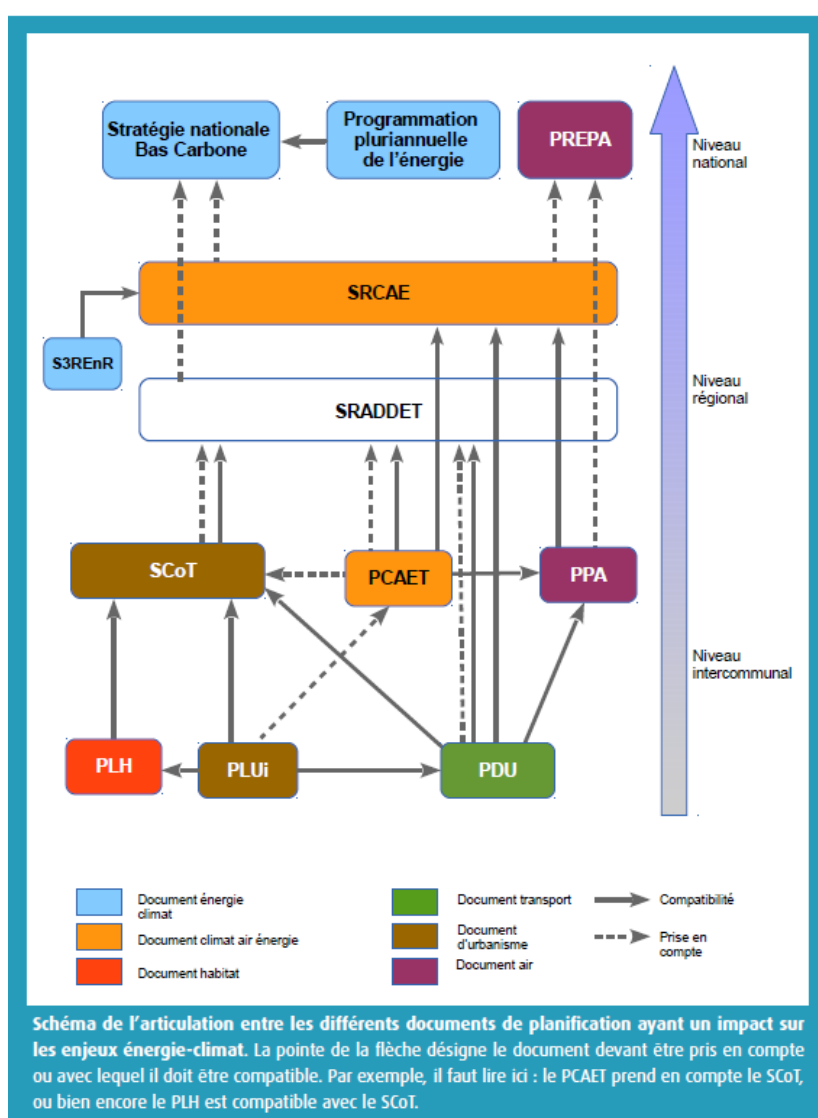 Stratégie nationale
Bas Carbone
Programmation
pluriannuelle
de l'énergie
PREPA
Niveau
national
SRCAE
S3REnR
Niveau
régional
SRADDET
SCoT
PCAET
PPA
Niveau
intercommunal
PLH
PLUi
PDU
Document énergie
climat
Document transport
Compatibilité
Document climat air énergie
Document
d'urbanisme
Prise en
compte
Document habitat
Document air
Schéma de l'articulation entre les différents documents de planification ayant un impact sur
les enjeux énergie-climat. La pointe de la flèche désigne le document devant être pris en compte
ou avec lequel il doit être compatible. Par exemple, il faut lire ici : le PCAET prend en compte le SCoT,
ou bien encore le PLH est compatible avec le SCoT.